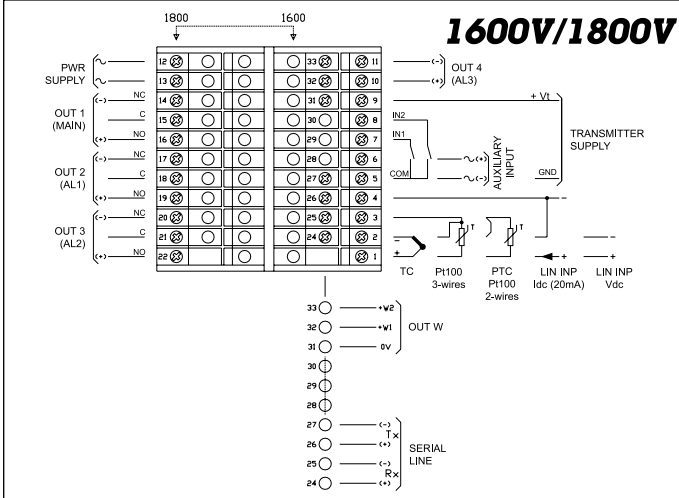 1800 1600
1600V/1800V
PWR SUPPLY
12 33 11 (-) OUT 4
13 32 10 (+) (AL3)
(-) NC 14 31 9 + Vt
OUT 1 (MAIN)
C 15 30 8 IN2
(+) NO 16 29 7 IN1
TRANSMITTER SUPPLY
OUT 2 (AL1)
(-) NC 17 28 6 (+)
C 18 27 5 COM (-) GND
AUXILIARY INPUT
(+) NO 19 26 4 -
OUT 3 (AL2)
(-) NC 20 25 3
C 21 24 2 - T T -
(+) NO 22 1 + + +
TC
Pt100
3-wires
PTC
Pt100
2-wires
LIN INP
Idc (20mA)
LIN INP
Vdc
33 +W2
32 +W1 OUT W
31 0V
30
29
28
27 (-)
Tx
26 (+)
SERIAL LINE
25 (-)
Rx
24 (+)